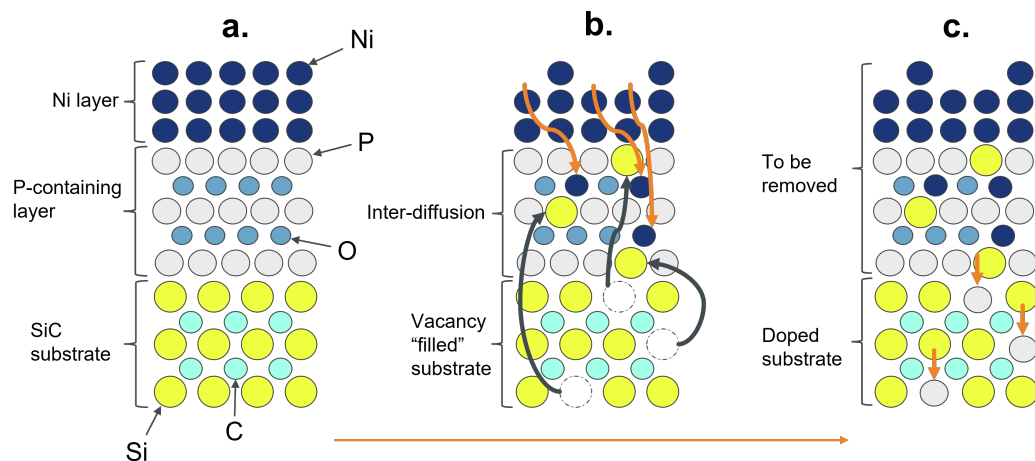 a.
b.
c.
Ni
Ni layer
P
P-containing
layer
O
SiC
substrate
Si
C
Inter-diffusion
Vacancy
“filled”
substrate
To be
removed
Doped
substrate